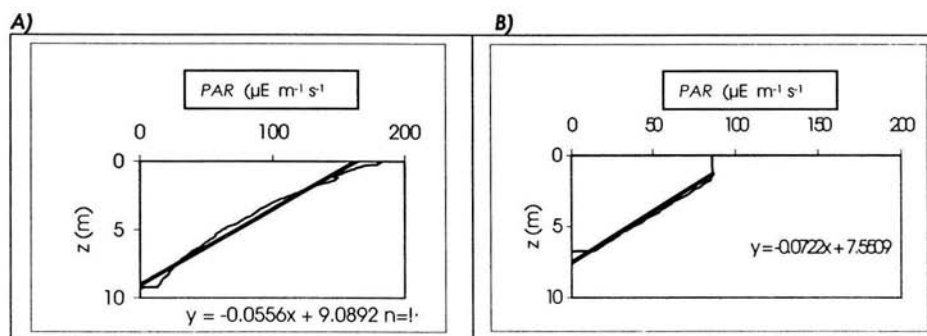 A)
PAR (µE m⁻¹ s⁻¹
0 100 200
0
5
10
z (m)
y = -0.0556x + 9.0892 n=!·
B)
PAR (µE m⁻¹ s⁻¹
0 50 100 150 200
0
5
10
z (m)
y=-0.0722x+7.5509